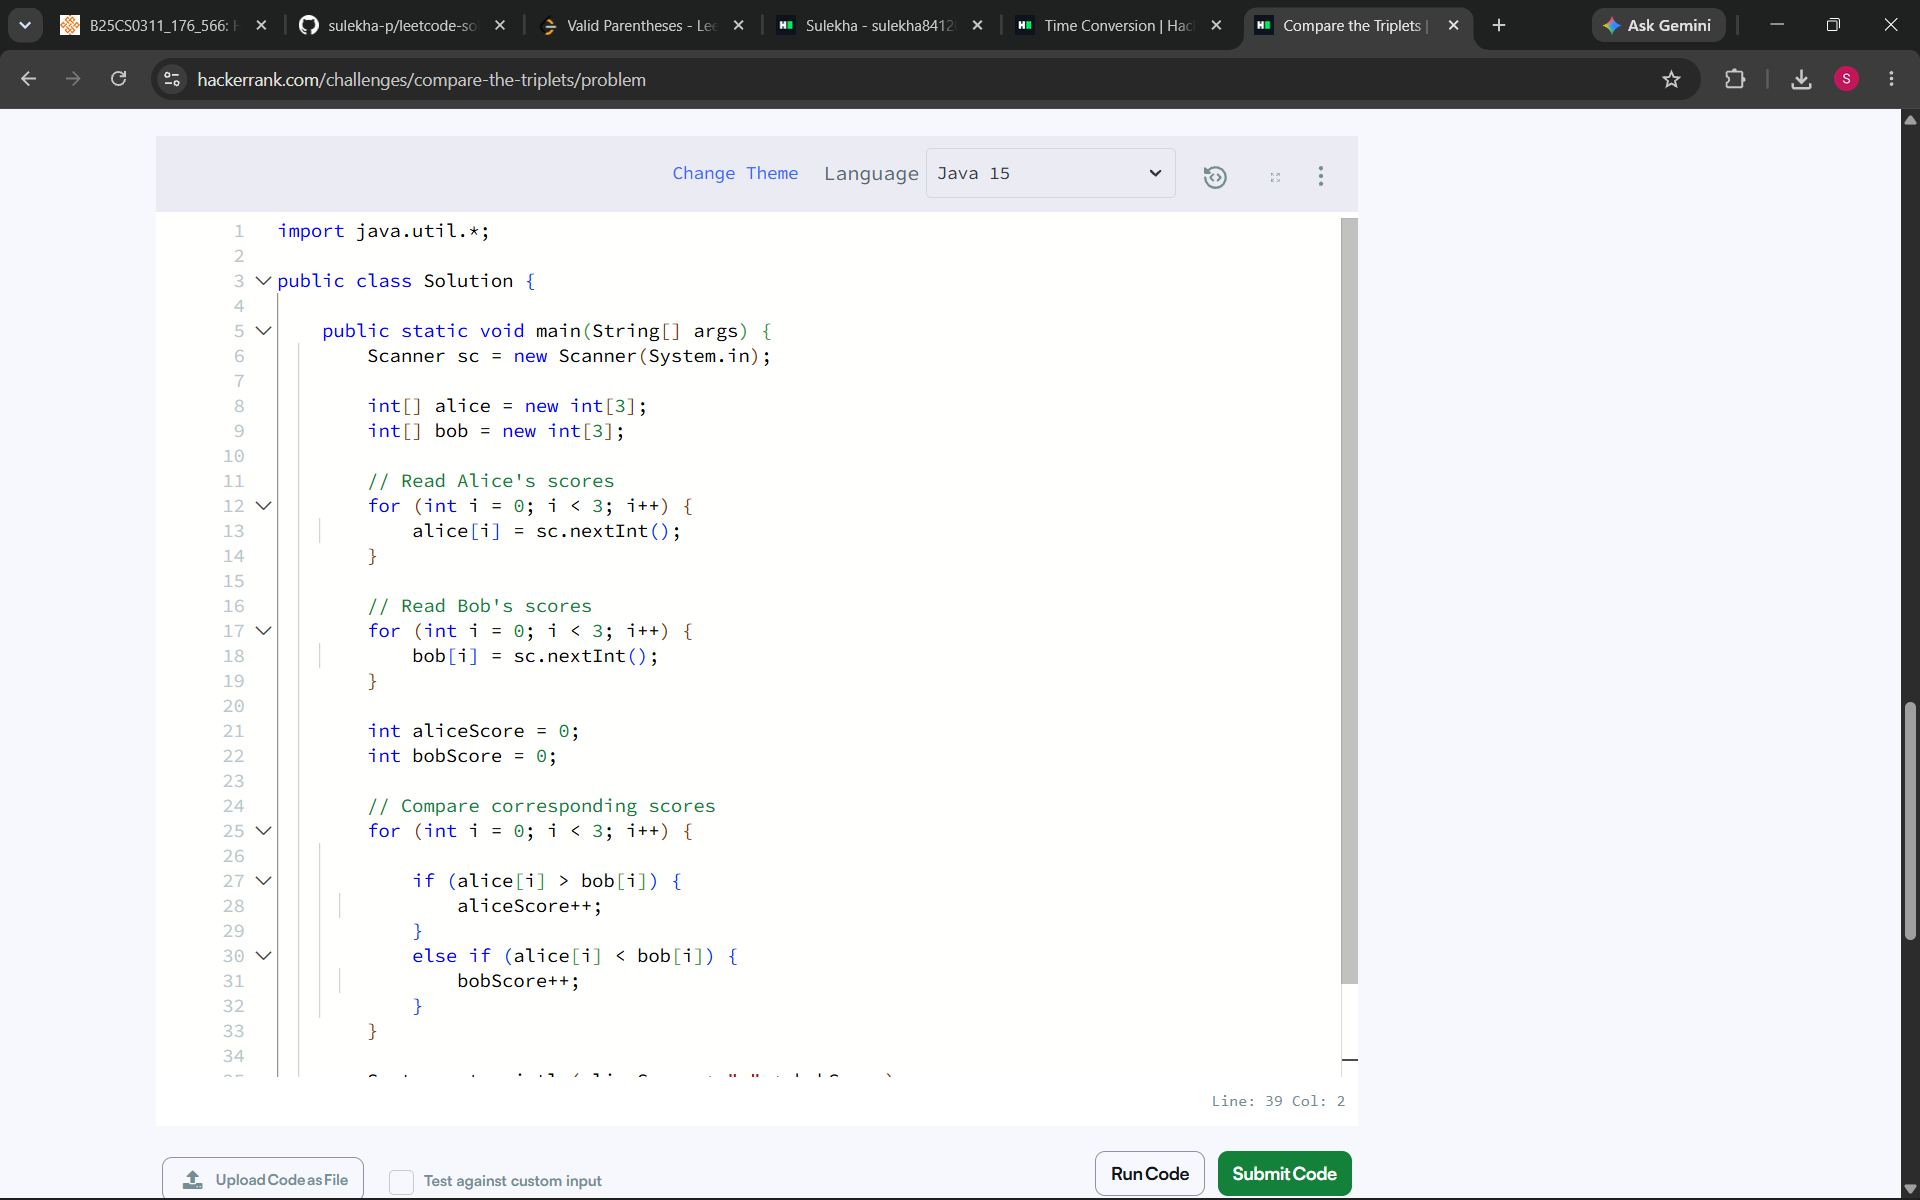 B25CS0311_176_566:
sulekha-p/leetcode-so
Valid Parentheses - Lee
Sulekha - sulekha8412
Time Conversion | Hac
Compare the Triplets |
Ask Gemini
hackerrank.com/challenges/compare-the-triplets/problem
S
Change Theme Language Java 15
1 import java.util.*;
2
3 public class Solution {
4
5 public static void main(String[] args) {
6 Scanner sc = new Scanner(System.in);
7
8 int[] alice = new int[3];
9 int[] bob = new int[3];
10
11 // Read Alice's scores
12 for (int i = 0; i < 3; i++) {
13 alice[i] = sc.nextInt();
14 }
15
16 // Read Bob's scores
17 for (int i = 0; i < 3; i++) {
18 bob[i] = sc.nextInt();
19 }
20
21 int aliceScore = 0;
22 int bobScore = 0;
23
24 // Compare corresponding scores
25 for (int i = 0; i < 3; i++) {
26
27 if (alice[i] > bob[i]) {
28 aliceScore++;
29 }
30 else if (alice[i] < bob[i]) {
31 bobScore++;
32 }
33 }
34
Line: 39 Col: 2
Upload Code as File
Test against custom input
Run Code
Submit Code